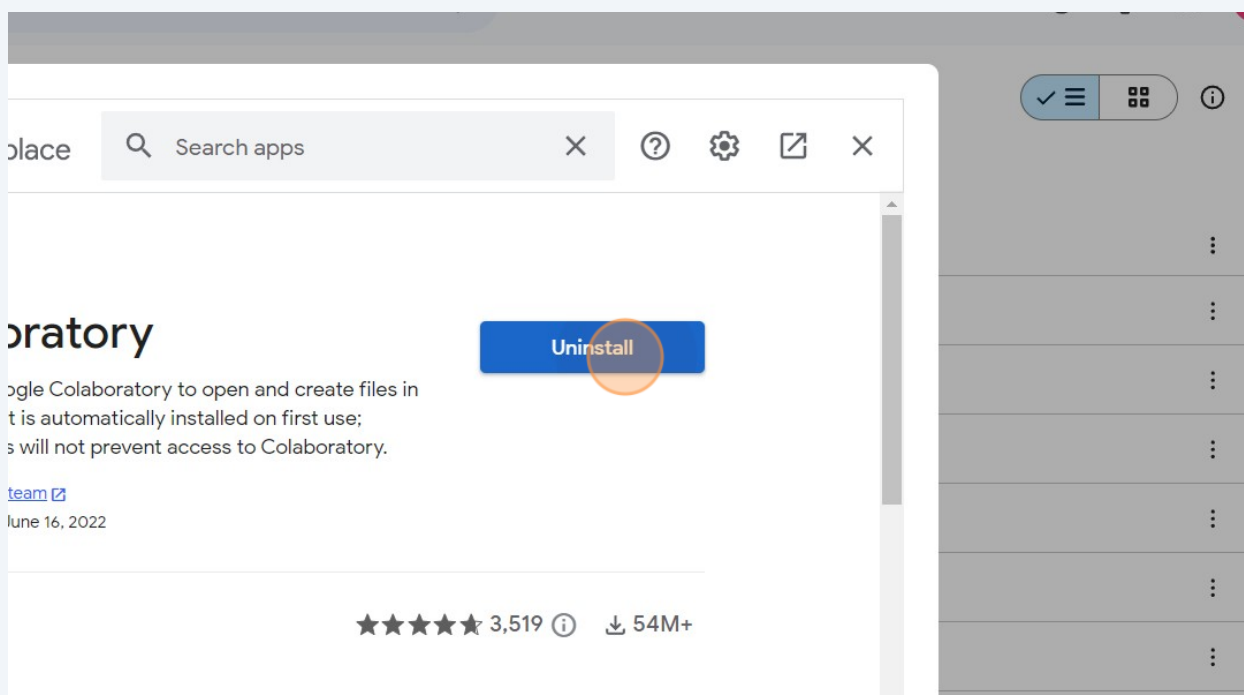 place
Search apps
oratory
Uninstall
ogle Colaboratory to open and create files in
t is automatically installed on first use;
s will not prevent access to Colaboratory.
team
June 16, 2022
3,519
54M+